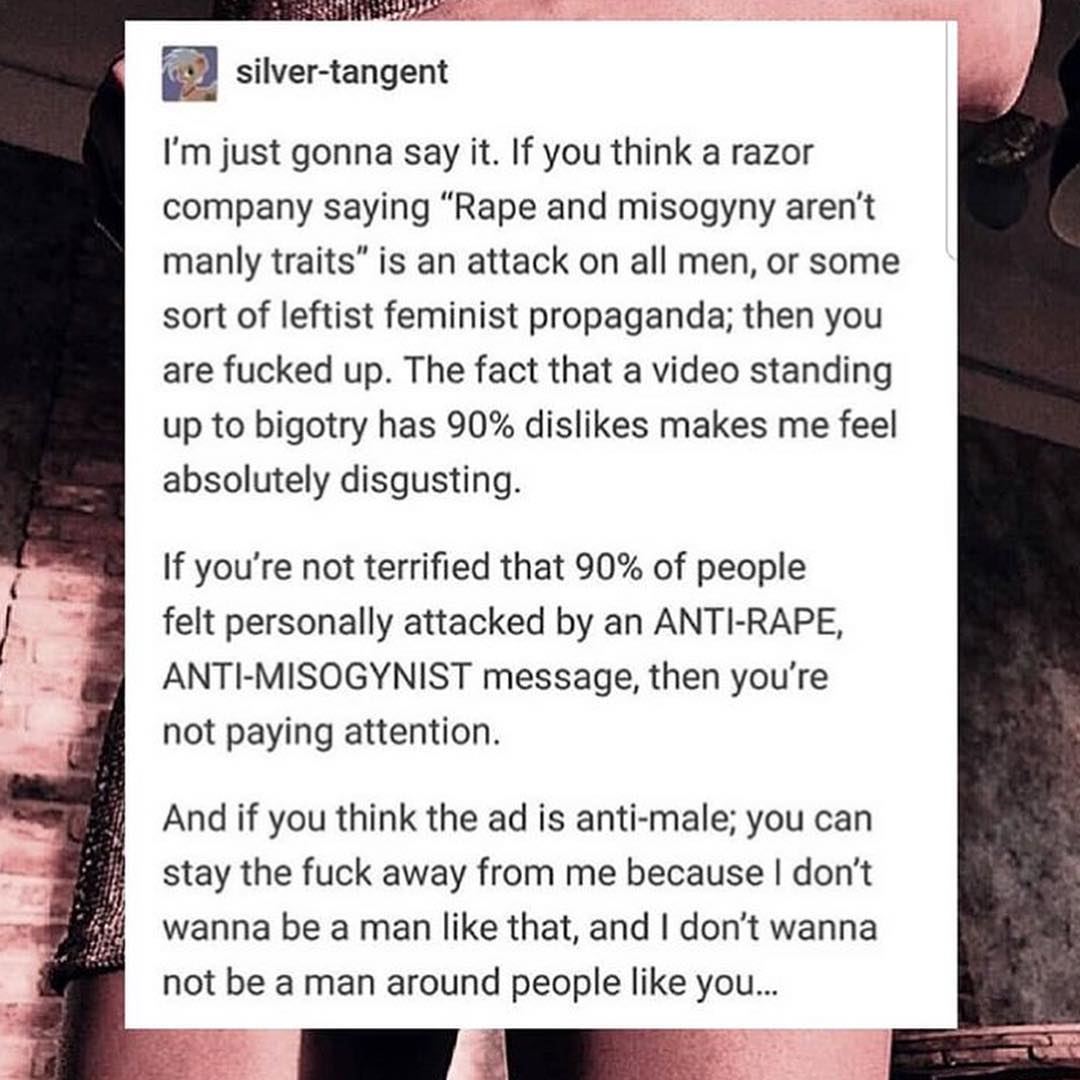 silver-tangent
I'm just gonna say it. If you think a razor
company saying “Rape and misogyny aren't
manly traits” is an attack on all men, or some
sort of leftist feminist propaganda; then you
are fucked up. The fact that a video standing
up to bigotry has 90% dislikes makes me feel
absolutely disgusting.
If you're not terrified that 90% of people
felt personally attacked by an ANTI-RAPE,
ANTI-MISOGYNIST message, then you're
not paying attention.
And if you think the ad is anti-male; you can
stay the fuck away from me because I don't
wanna be a man like that, and I don't wanna
not be a man around people like you...